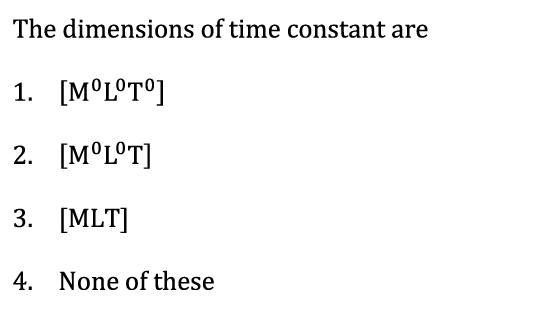 The dimensions of time constant are
1. [M⁰L⁰T⁰]
2. [M⁰L⁰T]
3. [MLT]
4. None of these